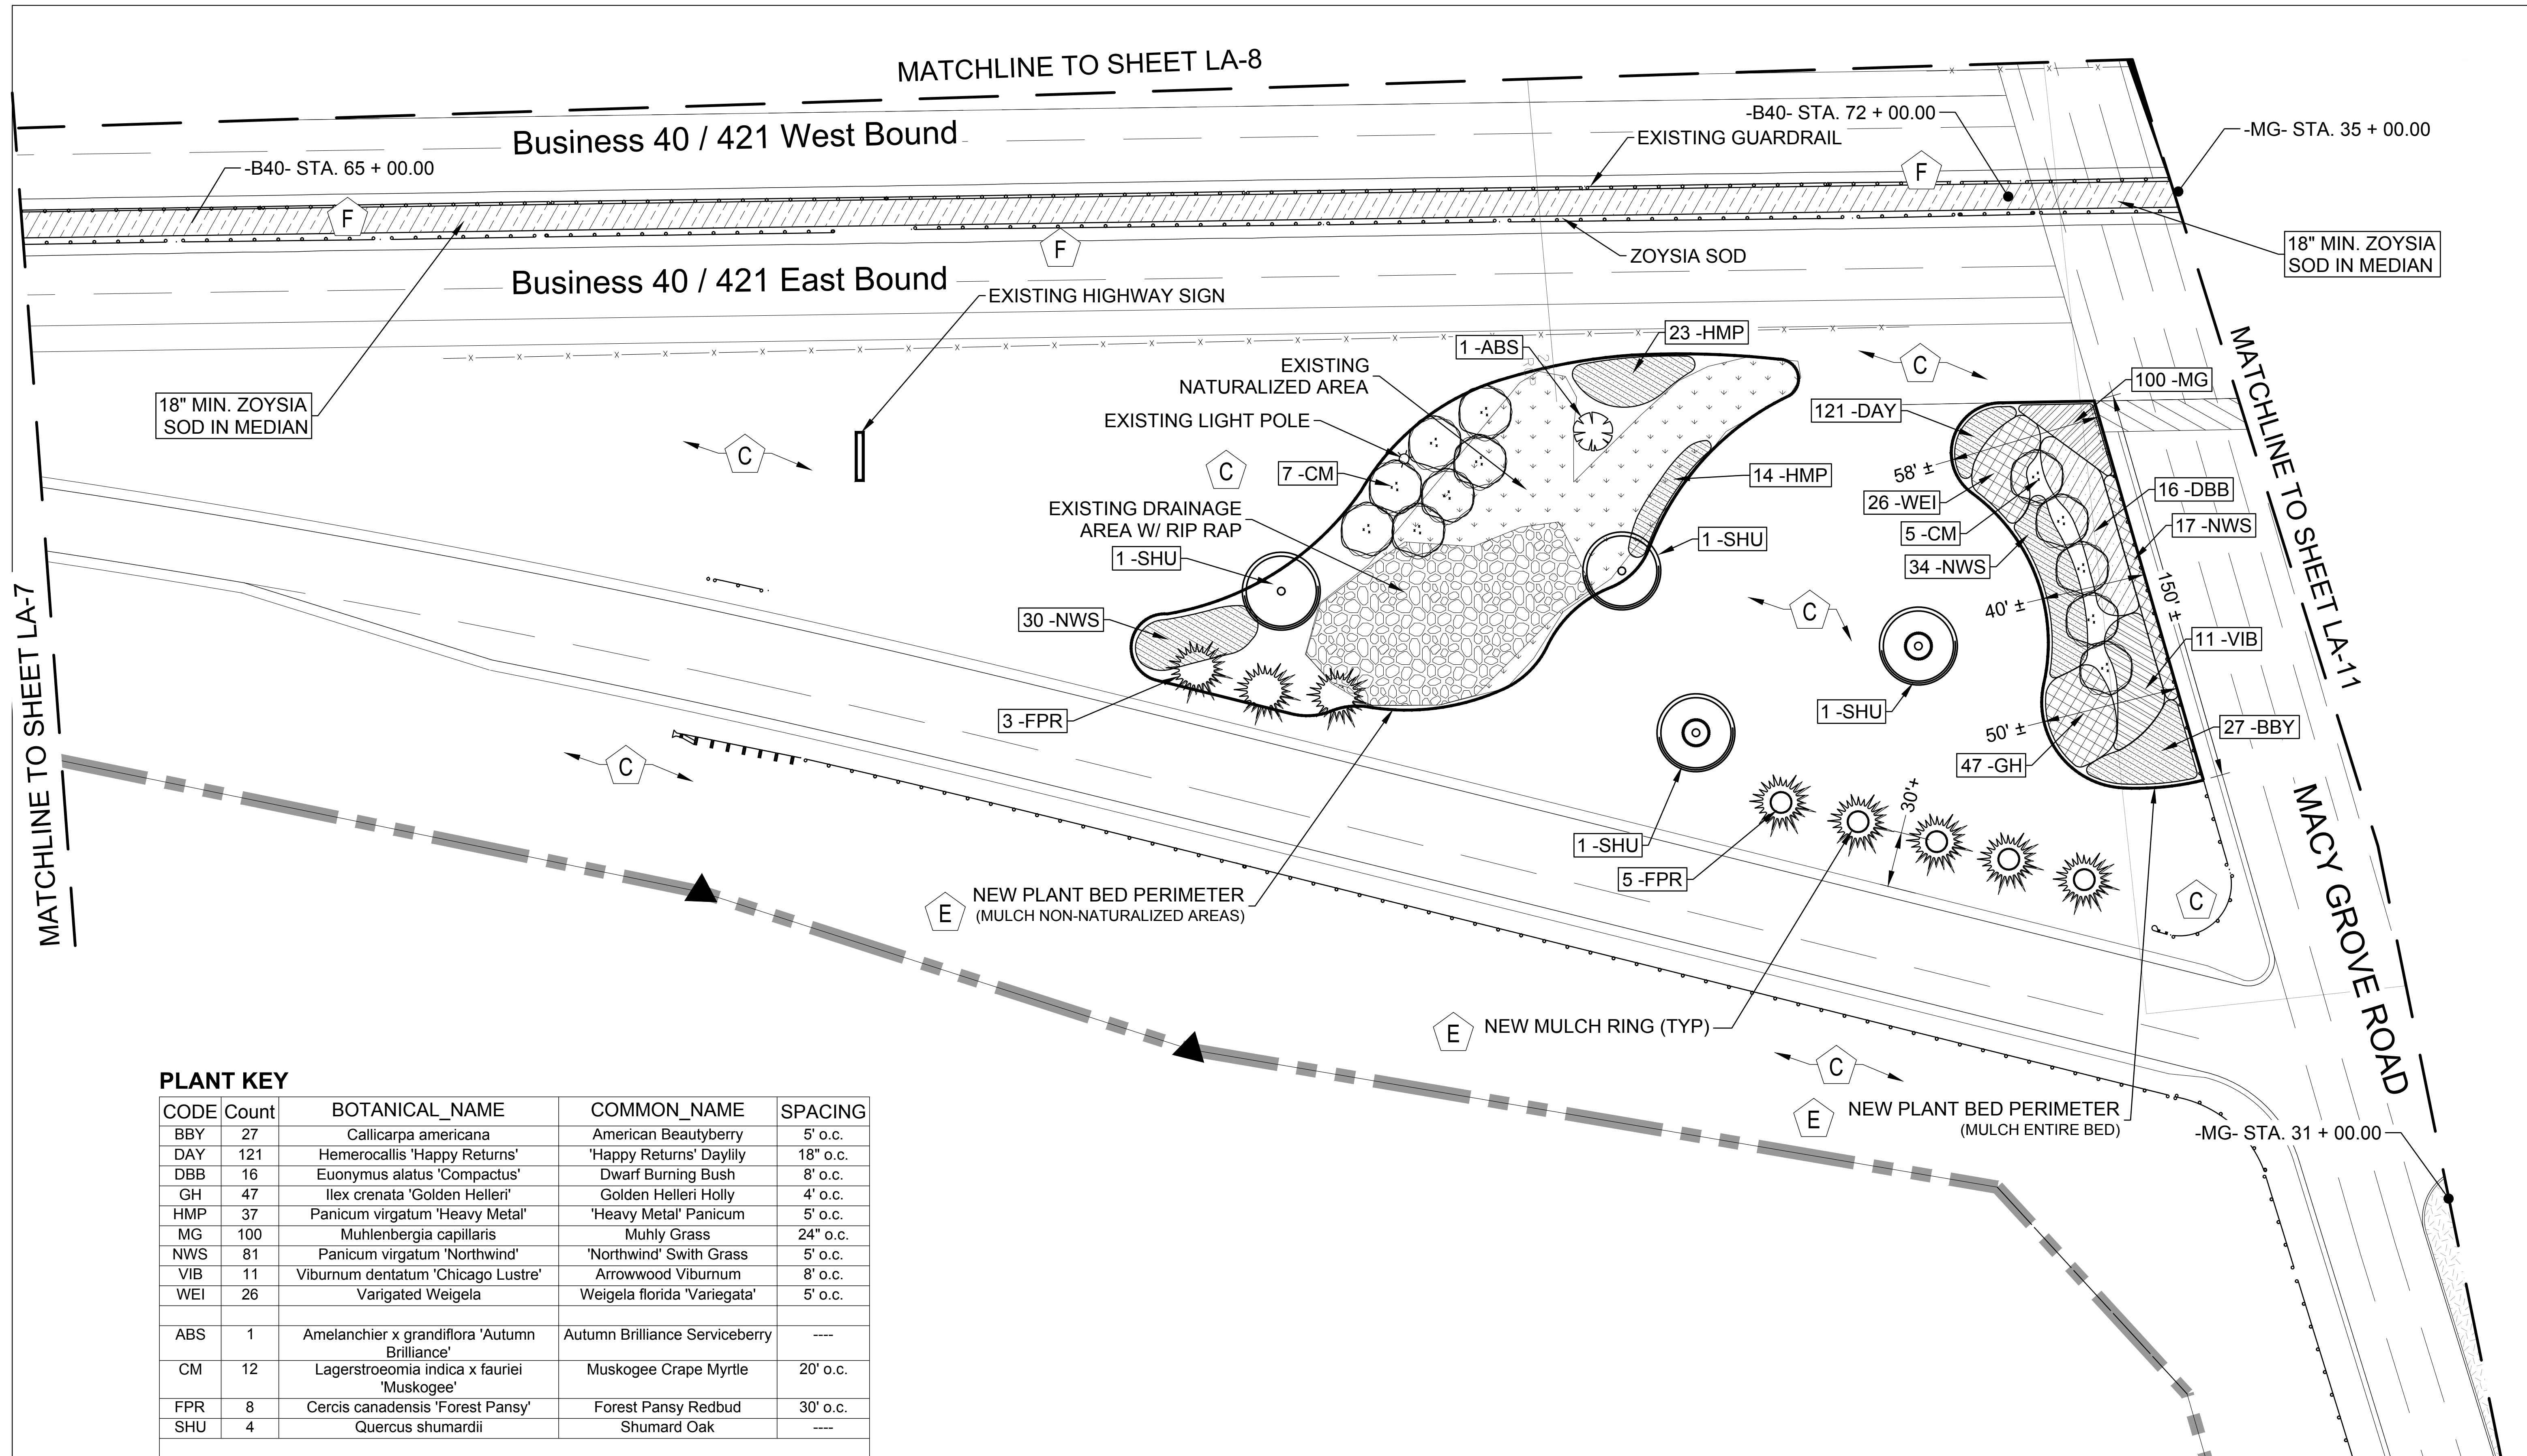 MATCHLINE TO SHEET LA-8
Business 40 / 421 West Bound
-B40- STA. 72 + 00.00
EXISTING GUARDRAIL
-MG- STA. 35 + 00.00
-B40- STA. 65 + 00.00
F
F
F
ZOYSIA SOD
18" MIN. ZOYSIA
SOD IN MEDIAN
Business 40 / 421 East Bound
EXISTING HIGHWAY SIGN
18" MIN. ZOYSIA
SOD IN MEDIAN
MATCHLINE TO SHEET LA-7
MATCHLINE TO SHEET LA-11
MACY GROVE ROAD
23 -HMP
1 -ABS
EXISTING
NATURALIZED AREA
EXISTING LIGHT POLE
C
C
C
7 -CM
14 -HMP
EXISTING DRAINAGE
AREA W/ RIP RAP
1 -SHU
1 -SHU
30 -NWS
3 -FPR
100 -MG
121 -DAY
58' ±
26 -WEI
16 -DBB
5 -CM
17 -NWS
34 -NWS
40' ±
150' ±
C
11 -VIB
1 -SHU
50' ±
27 -BBY
47 -GH
30'±
1 -SHU
5 -FPR
C
C
E
NEW PLANT BED PERIMETER
(MULCH NON-NATURALIZED AREAS)
E
NEW MULCH RING (TYP)
C
E
NEW PLANT BED PERIMETER
(MULCH ENTIRE BED)
-MG- STA. 31 + 00.00
PLANT KEY
CODE Count BOTANICAL_NAME COMMON_NAME SPACING
BBY 27 Callicarpa americana American Beautyberry 5' o.c.
DAY 121 Hemerocallis 'Happy Returns' 'Happy Returns' Daylily 18" o.c.
DBB 16 Euonymus alatus 'Compactus' Dwarf Burning Bush 8' o.c.
GH 47 Ilex crenata 'Golden Helleri' Golden Helleri Holly 4' o.c.
HMP 37 Panicum virgatum 'Heavy Metal' 'Heavy Metal' Panicum 5' o.c.
MG 100 Muhlenbergia capillaris Muhly Grass 24" o.c.
NWS 81 Panicum virgatum 'Northwind' 'Northwind' Swith Grass 5' o.c.
VIB 11 Viburnum dentatum 'Chicago Lustre' Arrowwood Viburnum 8' o.c.
WEI 26 Varigated Weigela Weigela florida 'Variegata' 5' o.c.
ABS 1 Amelanchier x grandiflora 'Autumn Autumn Brilliance Serviceberry ----
Brilliance'
CM 12 Lagerstroeomia indica x fauriei Muskogee Crape Myrtle 20' o.c.
'Muskogee'
FPR 8 Cercis canadensis 'Forest Pansy' Forest Pansy Redbud 30' o.c.
SHU 4 Quercus shumardii Shumard Oak ----